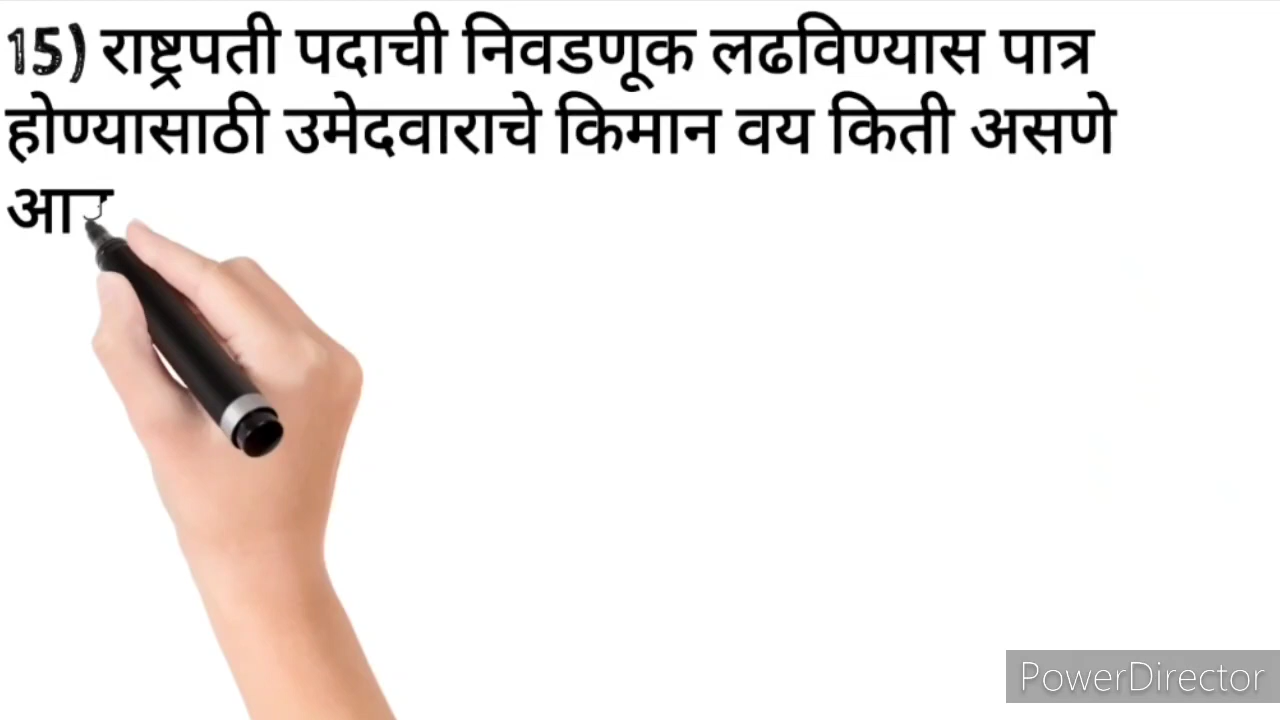 15) राष्ट्रपती पदाची निवडणूक लढविण्यास पात्र
होण्यासाठी उमेदवाराचे किमान वय किती असणे
PowerDirector